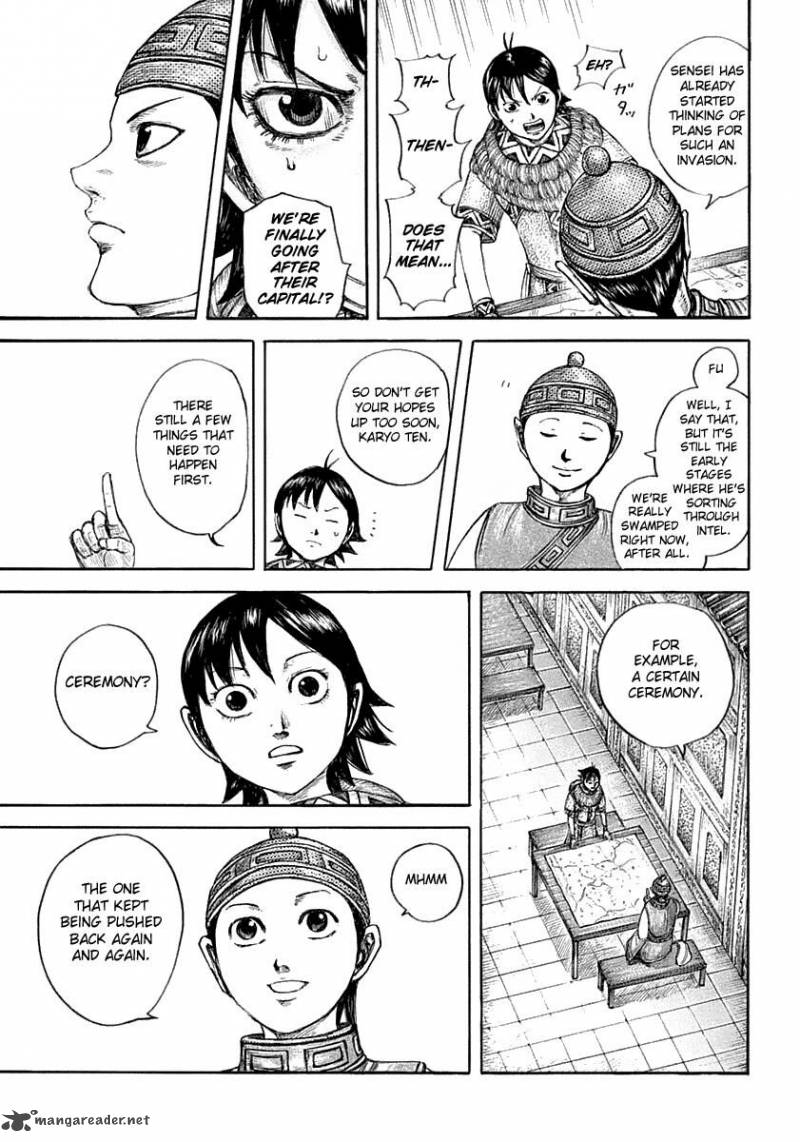 SENSEI HAS
ALREADY
STARTED
THINKING OF
PLANS FOR
SUCH AN
INVASION.
EH?
ガタッ
TH-
THEN-
DOES
THAT
MEAN...
WE'RE
FINALLY
GOING
AFTER
THEIR
CAPITAL!?
FU
WELL, I
SAY THAT,
BUT IT'S
STILL THE
EARLY
STAGES
WHERE HE'S
SORTING
THROUGH
INTEL.
WE'RE
REALLY
SWAMPED
RIGHT NOW,
AFTER ALL.
SO DON'T GET
YOUR HOPES
UP TOO SOON,
KARYO TEN.
......
THERE
STILL A FEW
THINGS THAT
NEED TO
HAPPEN
FIRST.
FOR
EXAMPLE,
A CERTAIN
CEREMONY.
CEREMONY?
MHMM
THE ONE
THAT KEPT
BEING PUSHED
BACK AGAIN
AND AGAIN.
mangareader.net